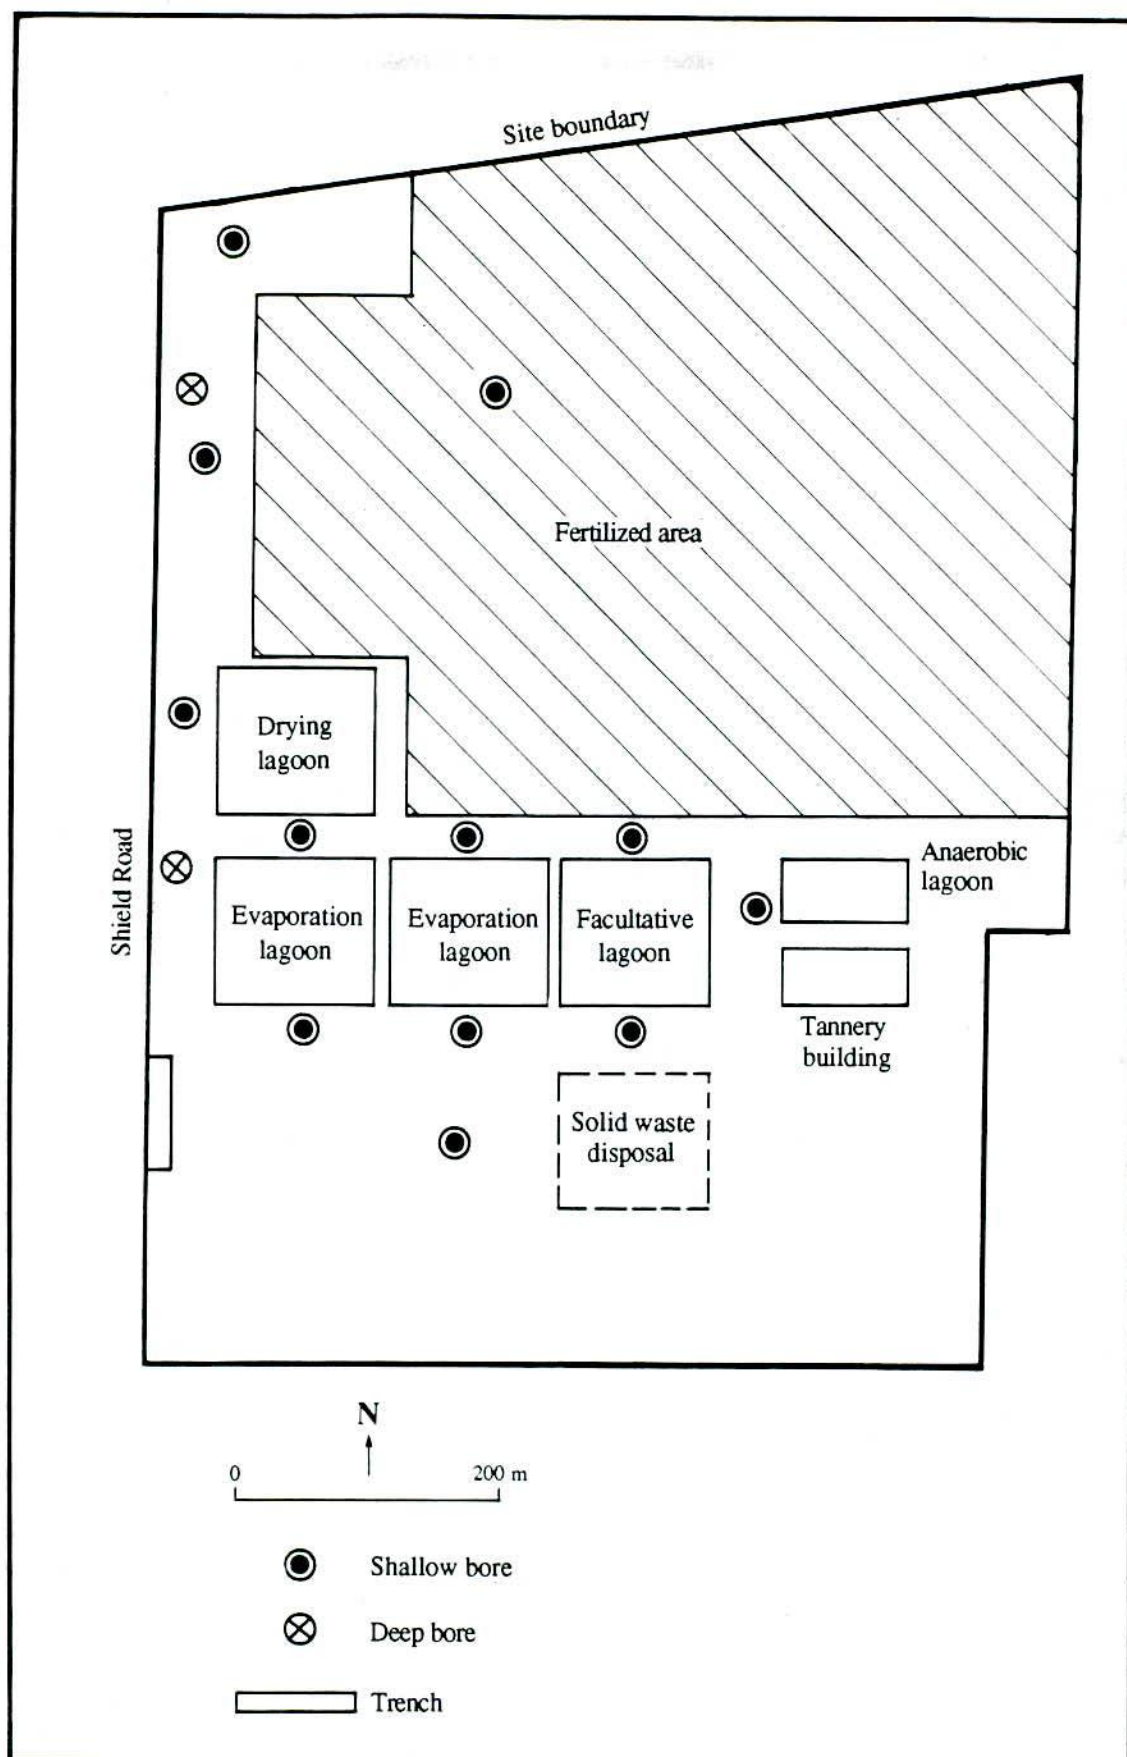 Site boundary
Fertilized area
Drying
lagoon
Shield Road
Evaporation
lagoon
Evaporation
lagoon
Facultative
lagoon
Anaerobic
lagoon
Tannery
building
Solid waste
disposal
N
0
200 m
Shallow bore
Deep bore
Trench